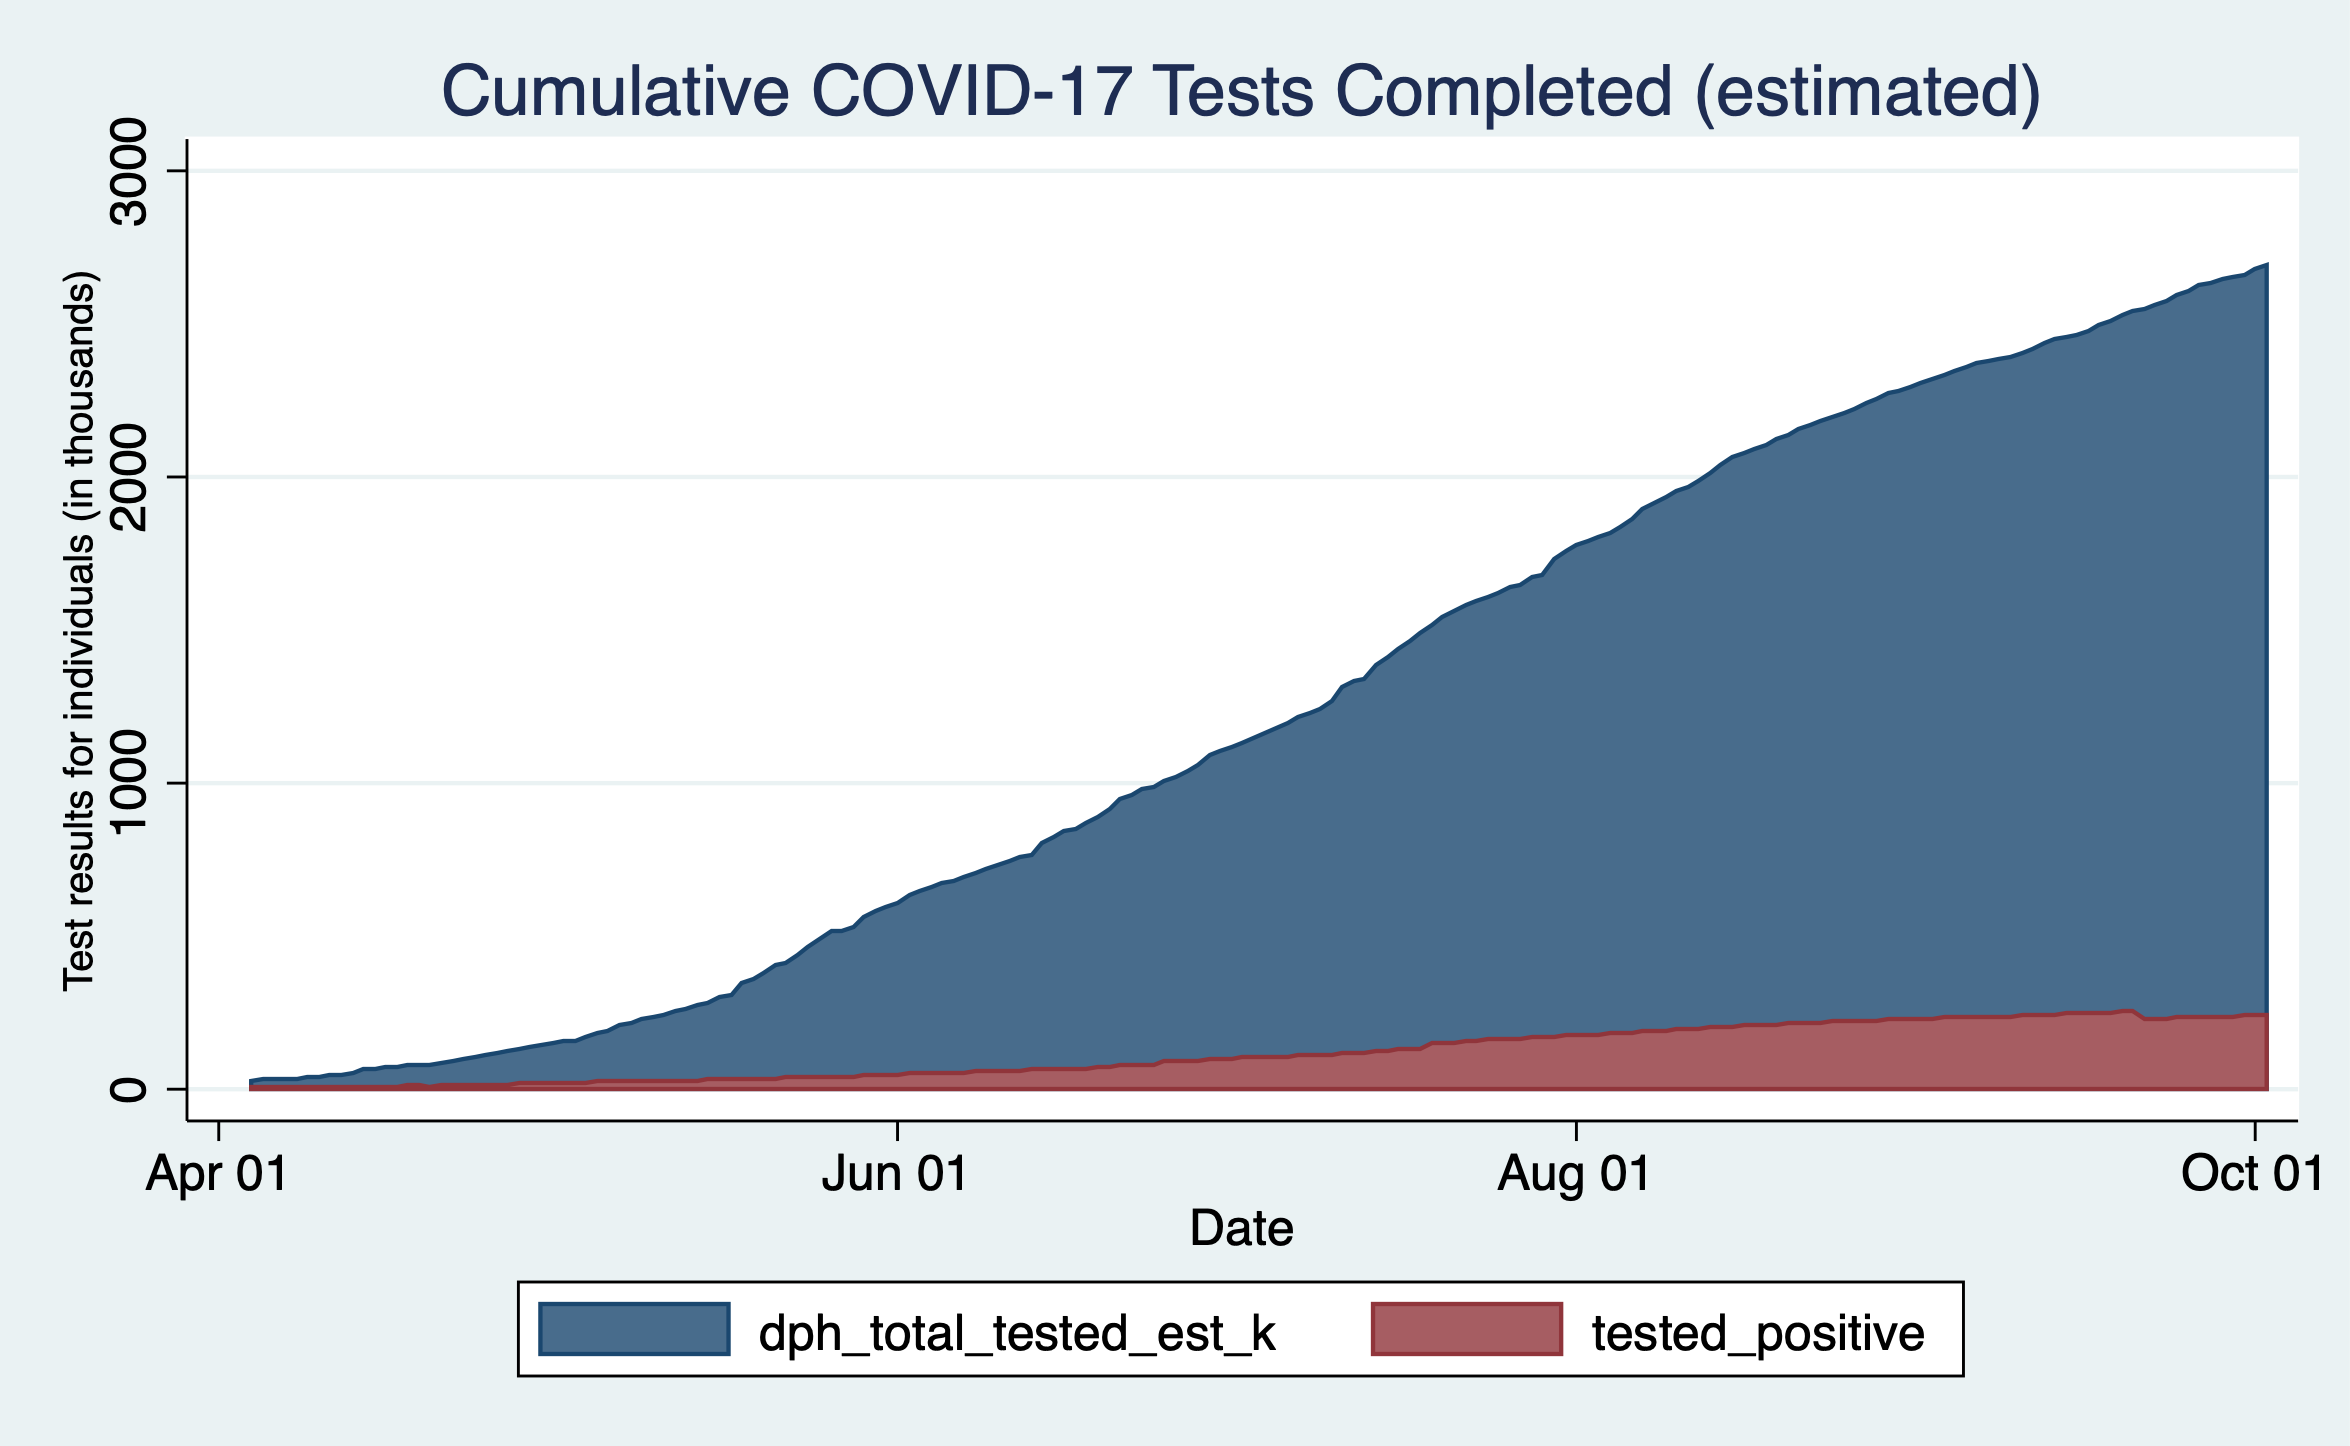 Cumulative COVID-17 Tests Completed (estimated)
Test results for individuals (in thousands)
3000
2000
1000
0
Apr 01
Jun 01
Aug 01
Oct 01
Date
dph_total_tested_est_k
tested_positive